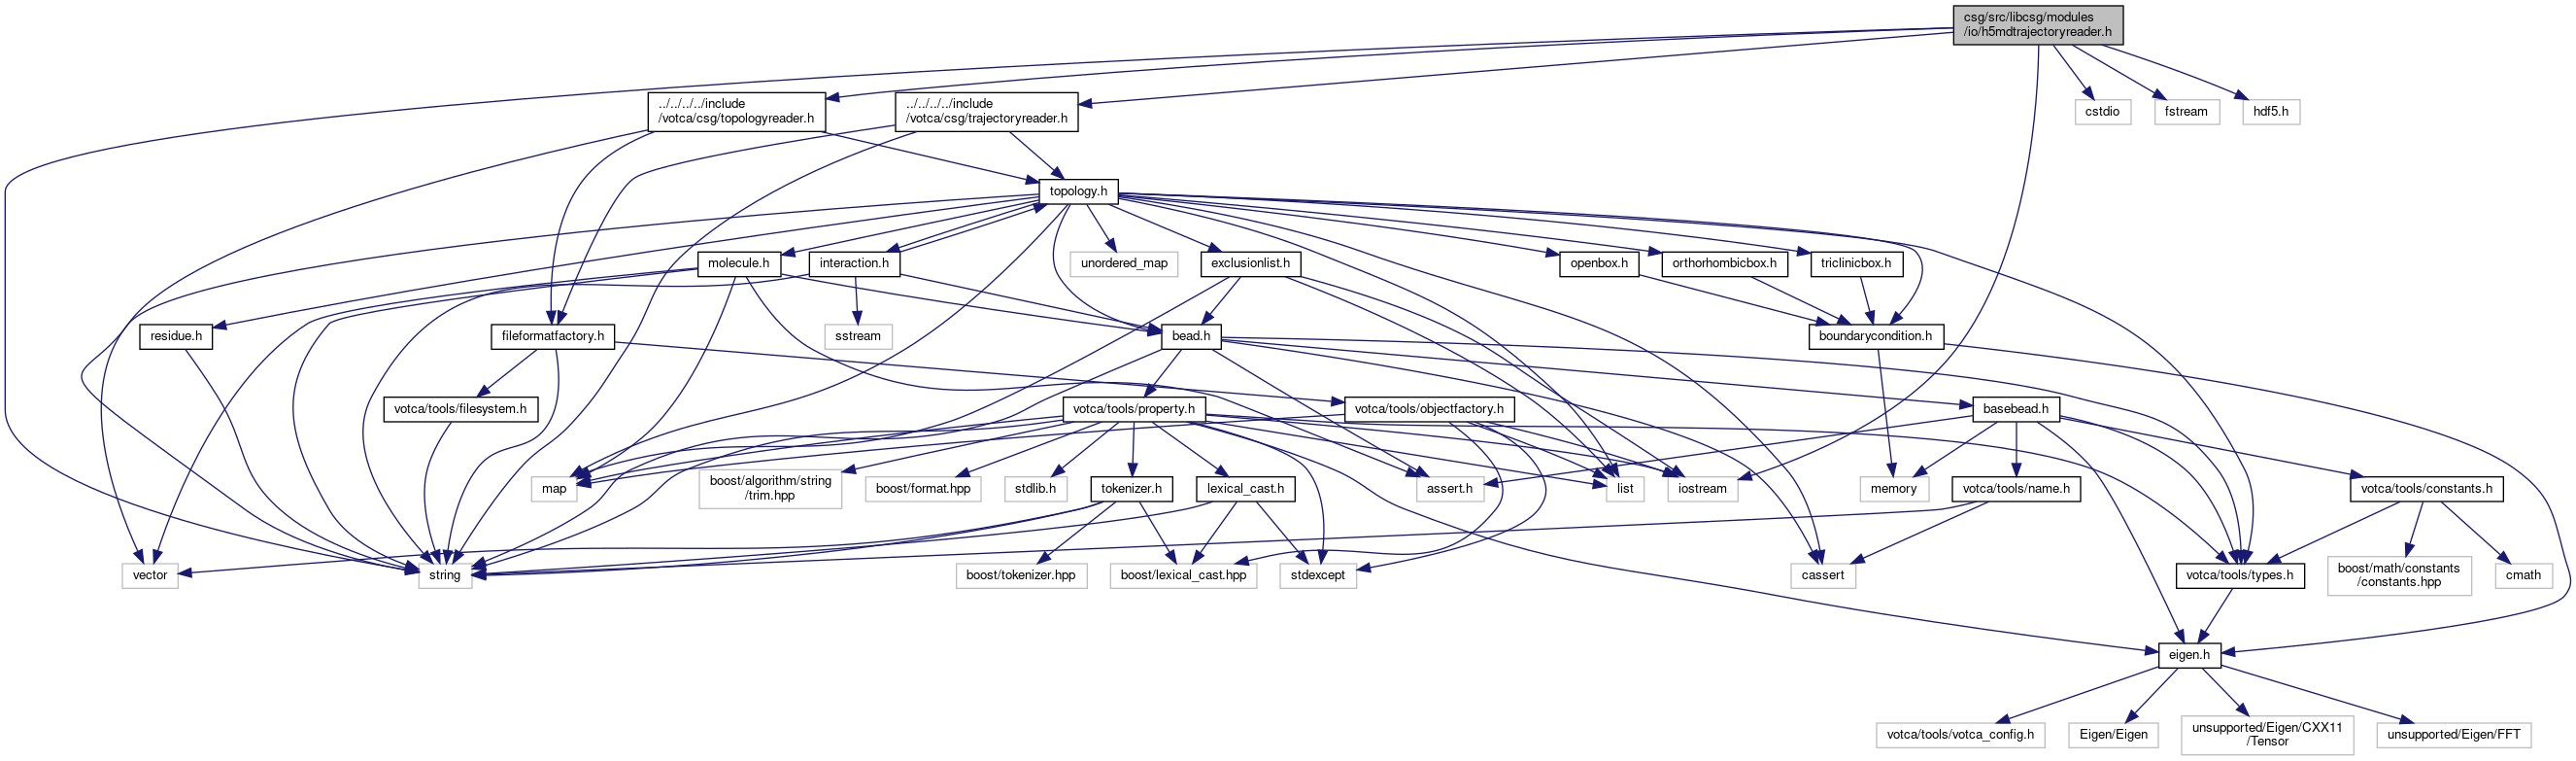 csg/src/libcsg/modules
/io/h5mdtrajectoryreader.h
../../../../include
/votca/csg/topologyreader.h
../../../../include
/votca/csg/trajectoryreader.h
cstdio
fstream
hdf5.h
topology.h
molecule.h
interaction.h
unordered_map
exclusionlist.h
openbox.h
orthorhombicbox.h
triclinicbox.h
residue.h
fileformatfactory.h
sstream
bead.h
boundarycondition.h
votca/tools/filesystem.h
votca/tools/property.h
votca/tools/objectfactory.h
basebead.h
map
boost/algorithm/string
/trim.hpp
boost/format.hpp
stdlib.h
tokenizer.h
lexical_cast.h
assert.h
list
iostream
memory
votca/tools/name.h
votca/tools/constants.h
vector
string
boost/tokenizer.hpp
boost/lexical_cast.hpp
stdexcept
cassert
votca/tools/types.h
boost/math/constants
/constants.hpp
cmath
eigen.h
votca/tools/votca_config.h
Eigen/Eigen
unsupported/Eigen/CXX11
/Tensor
unsupported/Eigen/FFT